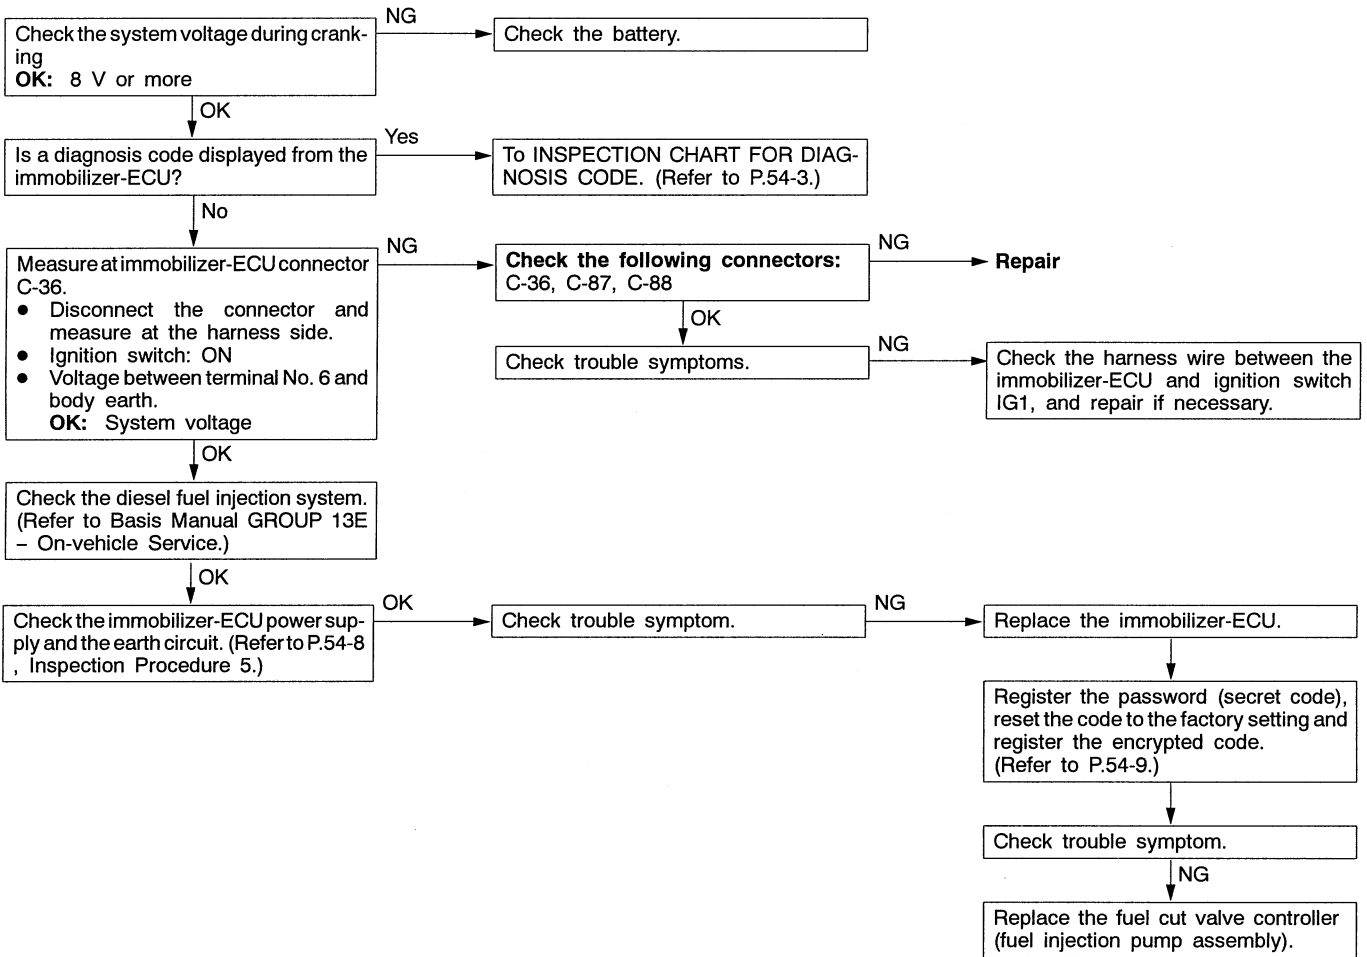 NG
Check the system voltage during crank-
ing
OK: 8 V or more
Check the battery.
OK
Is a diagnosis code displayed from the
immobilizer-ECU?
Yes
To INSPECTION CHART FOR DIAG-
NOSIS CODE. (Refer to P.54-3.)
No
Measure at immobilizer-ECU connector
C-36.
● Disconnect the connector and
measure at the harness side.
● Ignition switch: ON
● Voltage between terminal No. 6 and
body earth.
OK: System voltage
NG
Check the following connectors:
C-36, C-87, C-88
NG
Repair
OK
Check trouble symptoms.
NG
Check the harness wire between the
immobilizer-ECU and ignition switch
IG1, and repair if necessary.
OK
Check the diesel fuel injection system.
(Refer to Basis Manual GROUP 13E
– On-vehicle Service.)
OK
Check the immobilizer-ECU power sup-
ply and the earth circuit. (Refer to P.54-8
, Inspection Procedure 5.)
OK
Check trouble symptom.
NG
Replace the immobilizer-ECU.
Register the password (secret code),
reset the code to the factory setting and
register the encrypted code.
(Refer to P.54-9.)
Check trouble symptom.
NG
Replace the fuel cut valve controller
(fuel injection pump assembly).